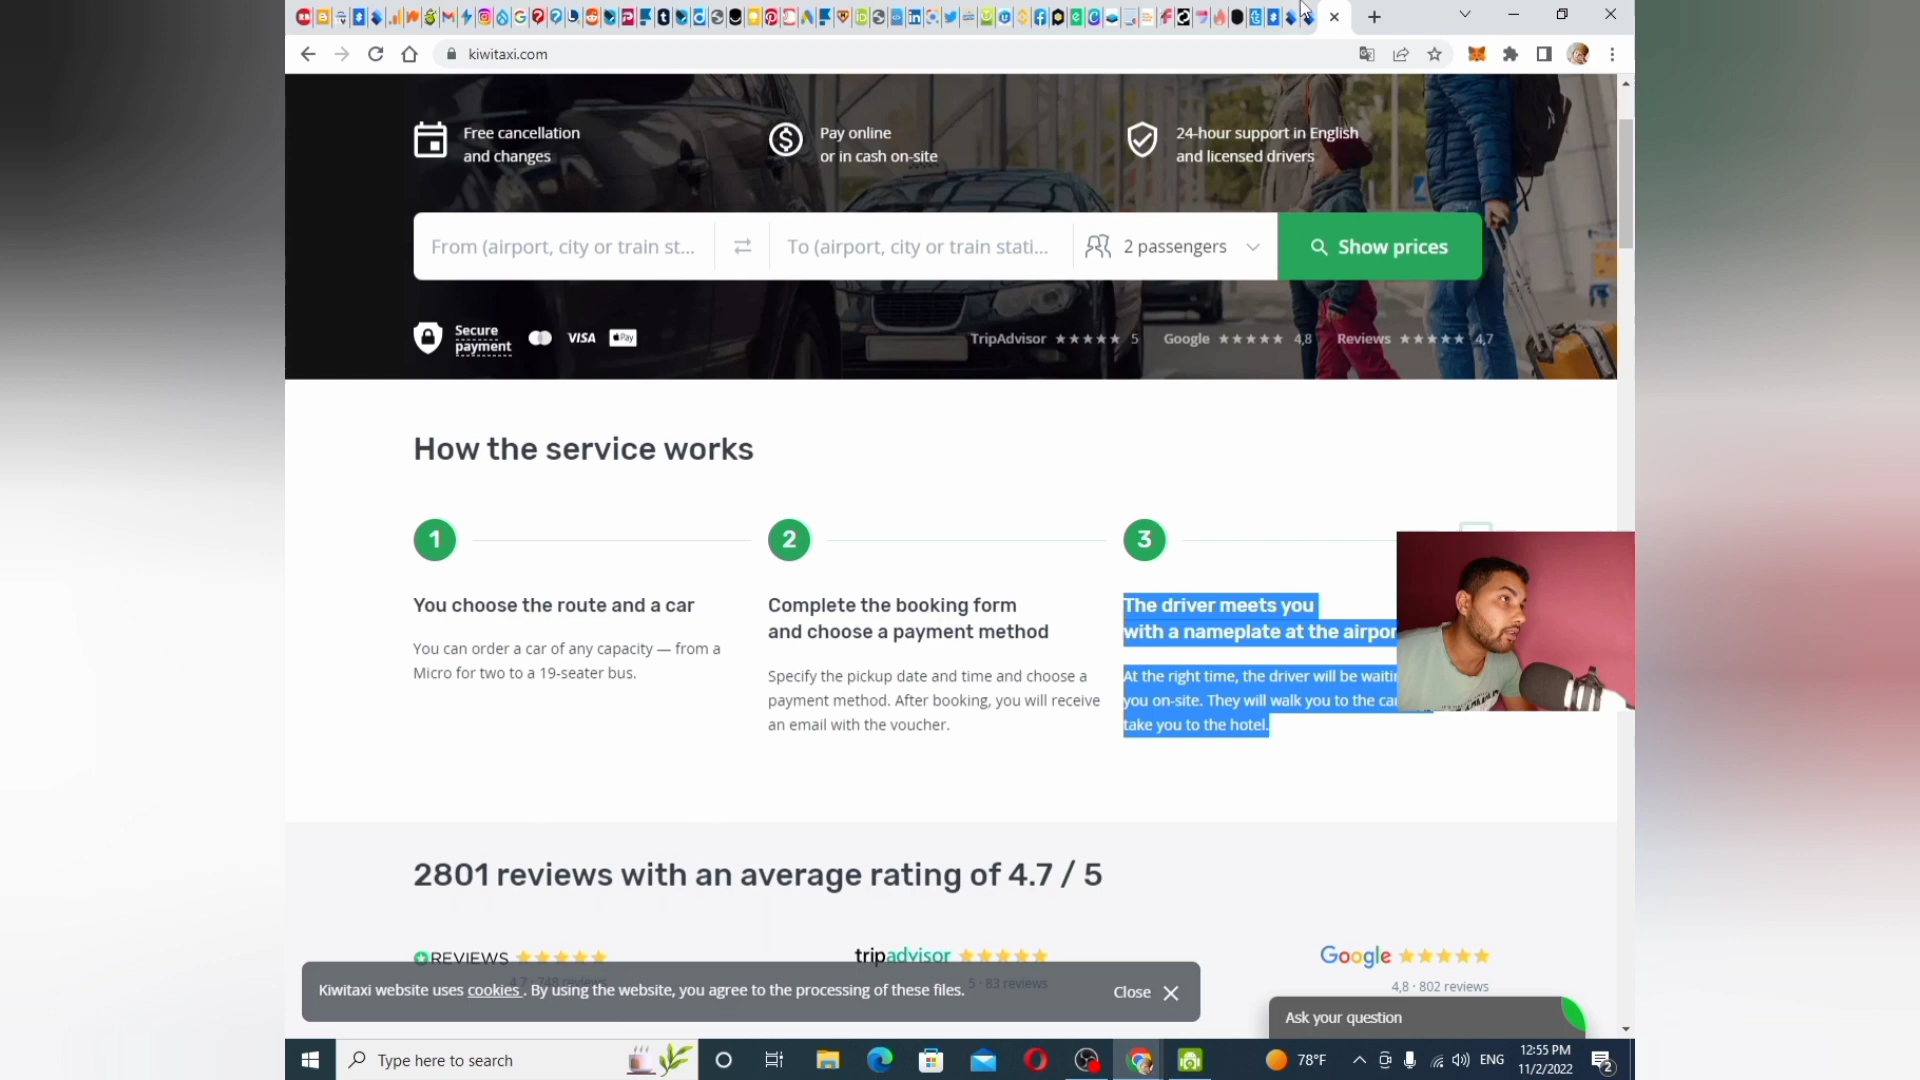 kiwitaxi.com
Free cancellation
and changes
Pay online
or in cash on-site
24-hour support in English
and licensed drivers
From (airport, city or train st...
To (airport, city or train stati...
2 passengers
Show prices
Secure
payment
VISA
Pay
TripAdvisor ★★★★★ 5
Google ★★★★★ 4,8
Reviews ★★★★★ 4,7
How the service works
1
2
3
You choose the route and a car
You can order a car of any capacity — from a
Micro for two to a 19-seater bus.
Complete the booking form
and choose a payment method
Specify the pickup date and time and choose a
payment method. After booking, you will receive
an email with the voucher.
The driver meets you
with a nameplate at the
At the right time, the driver will be
you on-site. They will walk you to the
take you to the hotel.
2801 reviews with an average rating of 4.7 / 5
REVIEWS
4,7 · 748 reviews
tripadvisor
5 · 83 reviews
Google
4,8 · 802 reviews
Kiwitaxi website uses cookies . By using the website, you agree to the processing of these files.
Close
Ask your question
Type here to search
78°F
ENG
12:55 PM
11/2/2022
2